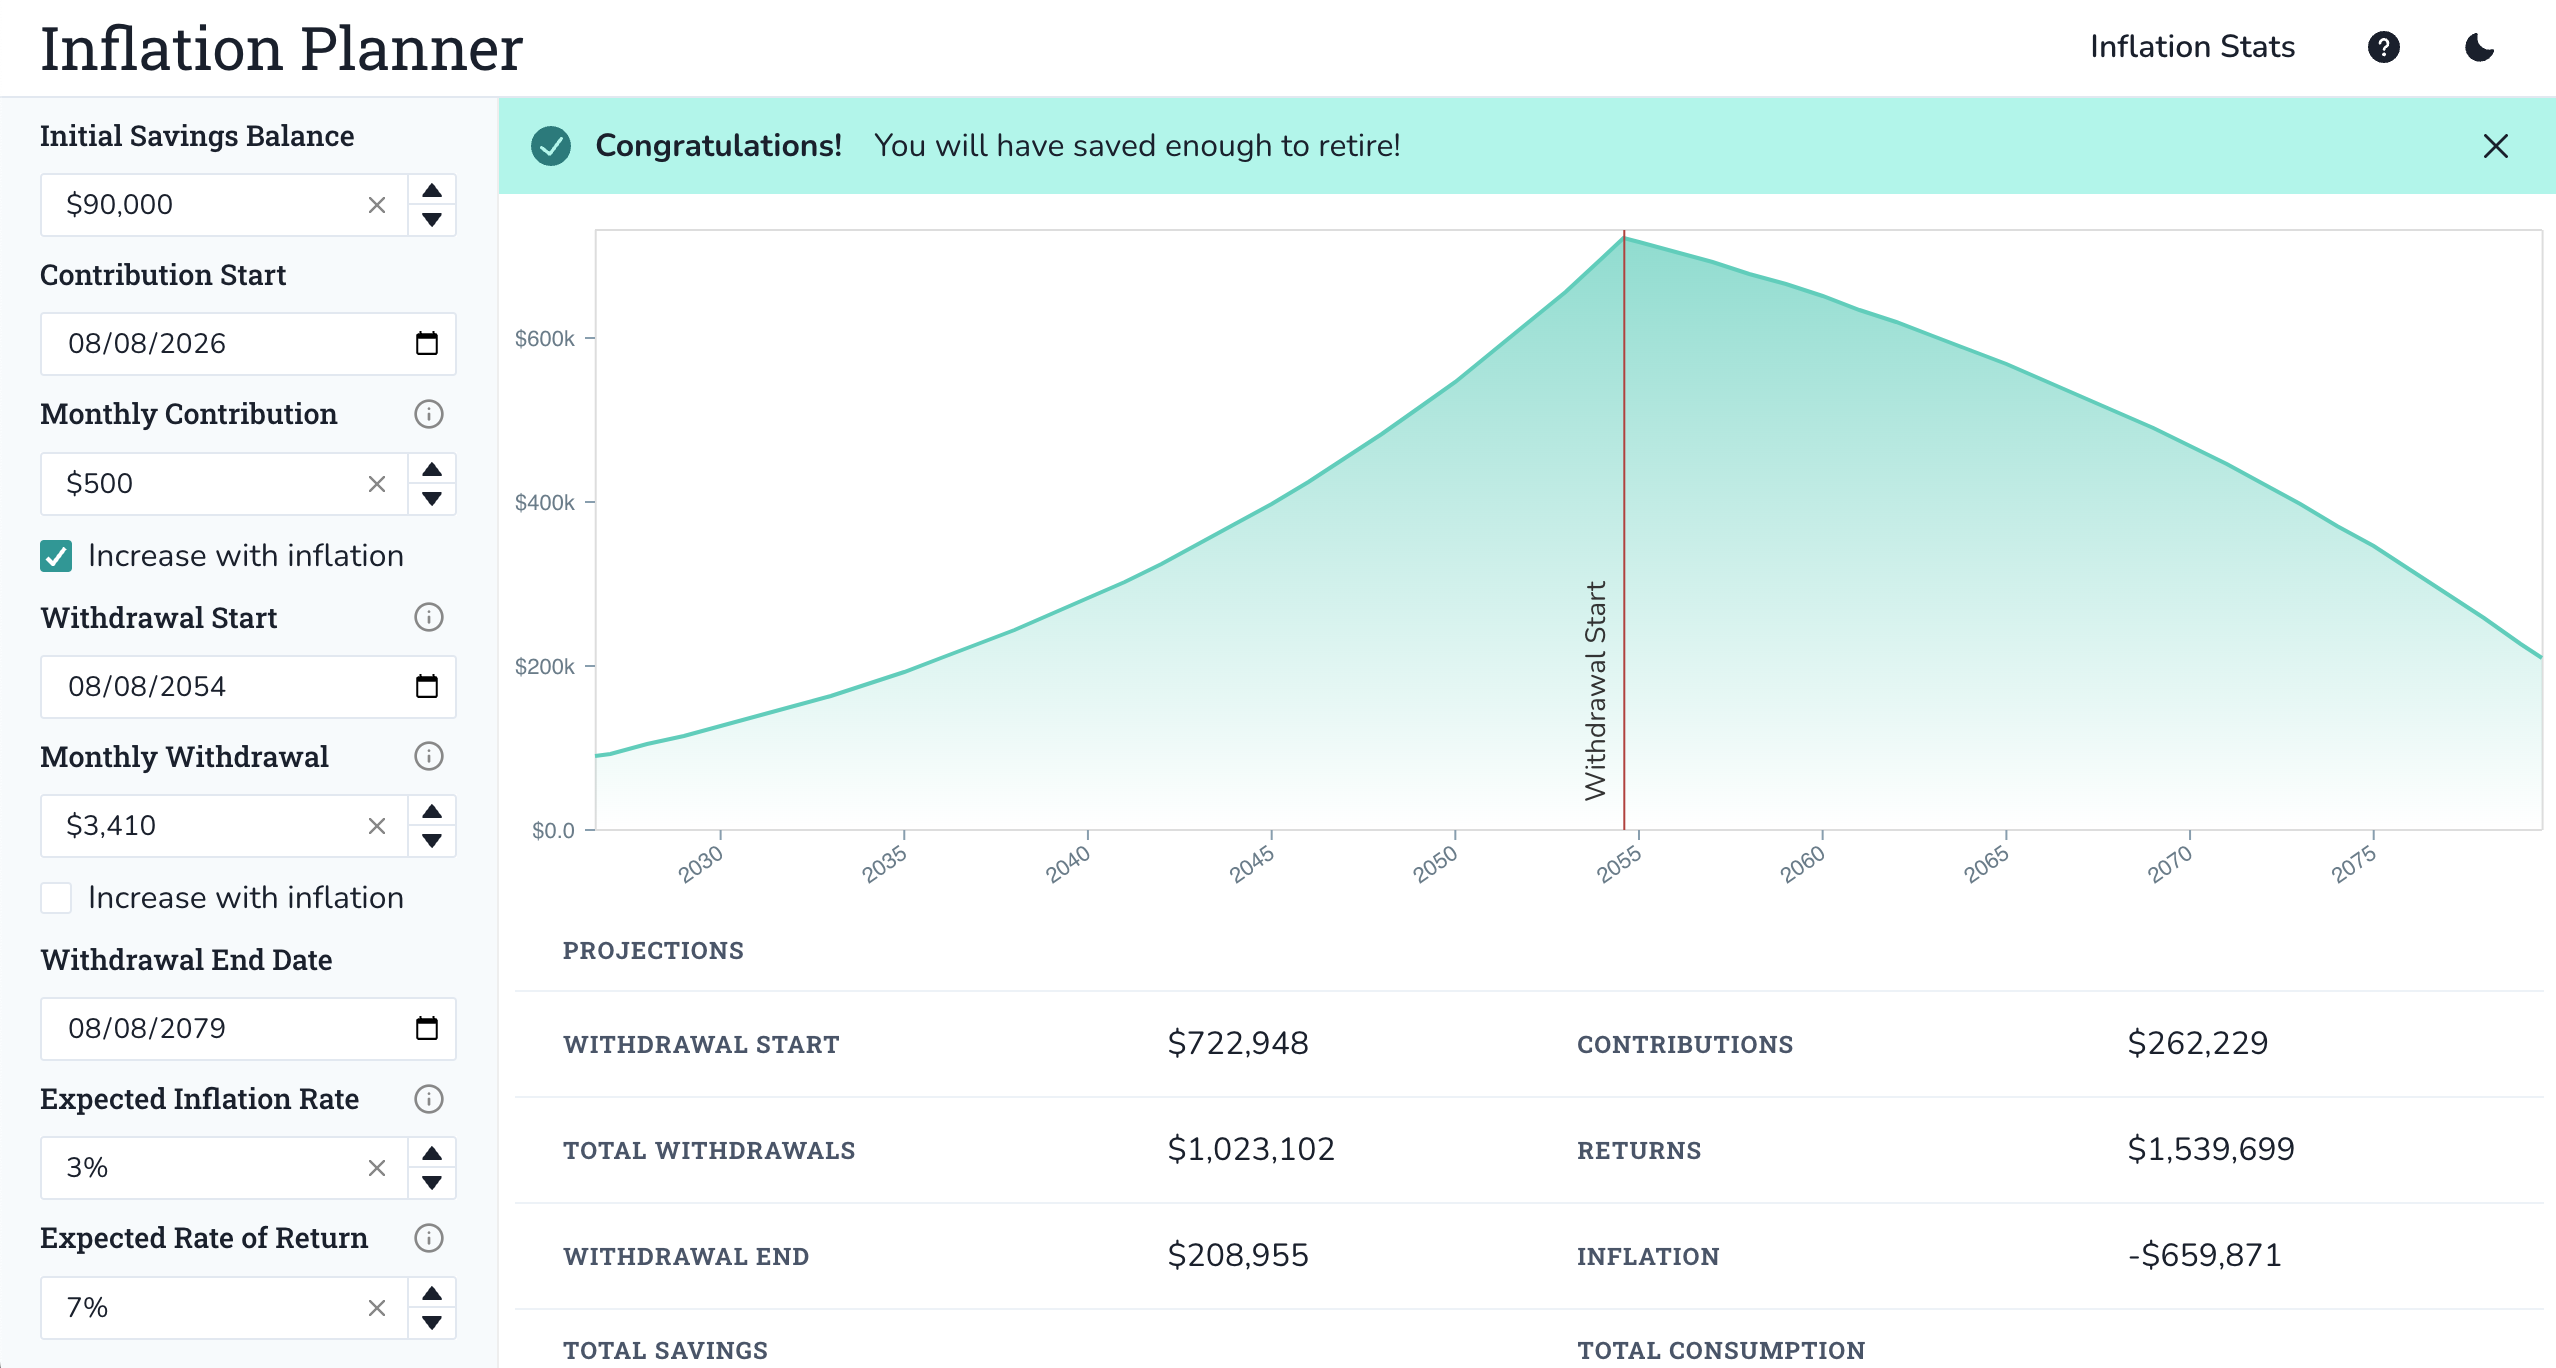 Inflation Planner
Inflation Stats
Initial Savings Balance
$90,000
Contribution Start
08/08/2026
Monthly Contribution
$500
Increase with inflation
Withdrawal Start
08/08/2054
Monthly Withdrawal
$3,410
Increase with inflation
Withdrawal End Date
08/08/2079
Expected Inflation Rate
3%
Expected Rate of Return
7%
Congratulations! You will have saved enough to retire!
$600k
$400k
$200k
$0.0
Withdrawal Start
2030 2035 2040 2045 2050 2055 2060 2065 2070 2075
PROJECTIONS
WITHDRAWAL START $722,948 CONTRIBUTIONS $262,229
TOTAL WITHDRAWALS $1,023,102 RETURNS $1,539,699
WITHDRAWAL END $208,955 INFLATION -$659,871
TOTAL SAVINGS TOTAL CONSUMPTION